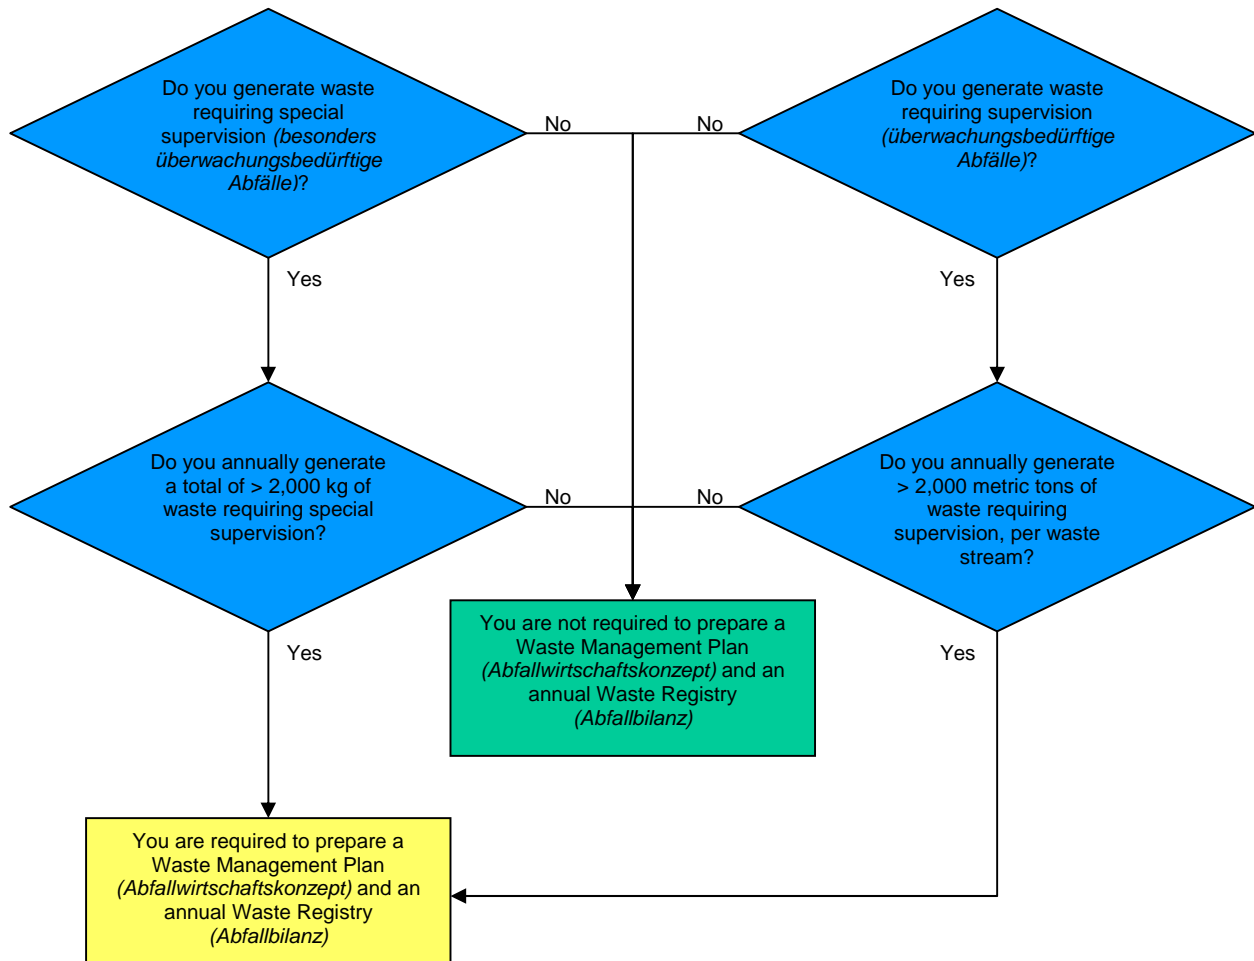 Do you generate waste
requiring special
supervision (besonders
überwachungsbedürftige
Abfälle)?
No
No
Do you generate waste
requiring supervision
(überwachungsbedürftige
Abfälle)?
Yes
Yes
Do you annually generate
a total of > 2,000 kg of
waste requiring special
supervision?
No
No
Do you annually generate
> 2,000 metric tons of
waste requiring
supervision, per waste
stream?
Yes
You are not required to prepare a
Waste Management Plan
(Abfallwirtschaftskonzept) and an
annual Waste Registry
(Abfallbilanz)
Yes
You are required to prepare a
Waste Management Plan
(Abfallwirtschaftskonzept) and an
annual Waste Registry
(Abfallbilanz)